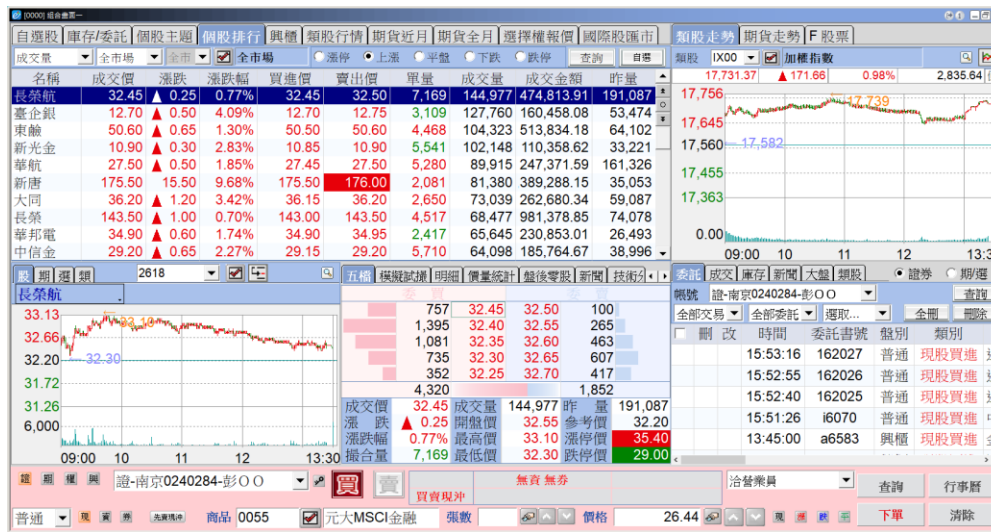 [0000] 組合畫面一
自選股 庫存/委託 個股主題 個股排行 興櫃 類股行情 期貨近月 期貨全月 選擇權報價 國際股匯市
成交量 全市場 全市 全市場 漲停 上漲 平盤 下跌 跌停 查詢 自選
名稱 成交價 漲跌 漲跌幅 買進價 賣出價 單量 成交量 成交金額 昨量
長榮航 32.45 △ 0.25 0.77% 32.45 32.50 7,169 144,977 474,813.91 191,087
臺企銀 12.70 ▲ 0.50 4.09% 12.70 12.75 3,109 127,760 160,458.08 53,474
東鹼 50.60 ▲ 0.65 1.30% 50.50 50.60 4,468 104,323 513,834.18 64,102
新光金 10.90 ▲ 0.30 2.83% 10.85 10.90 5,541 102,148 110,358.62 33,221
華航 27.50 ▲ 0.50 1.85% 27.45 27.50 5,280 89,915 247,371.59 161,326
新唐 175.50 15.50 9.68% 175.50 176.00 2,081 81,380 389,288.15 35,053
大同 36.20 ▲ 1.20 3.42% 36.15 36.20 2,650 73,039 262,680.34 59,087
長榮 143.50 ▲ 1.00 0.70% 143.00 143.50 4,517 68,477 981,378.85 74,078
華邦電 34.90 ▲ 0.60 1.74% 34.90 34.95 2,417 65,645 230,853.01 26,493
中信金 29.20 ▲ 0.65 2.27% 29.15 29.20 5,710 64,098 185,764.67 38,996
類股走勢 期貨走勢 F股票
類股 IX00 加權指數
17,731.37 ▲ 171.66 0.98% 2,835.64
17,756
17,739
17,645
17,560
17,582
17,455
17,363
0.00
09:00 10 11 12 13:3
股 期 選 類 2618
長榮航
33.13
33.10
32.66
32.20
32.30
31.72
31.26
6,000
09:00 10 11 12 13:30
五檔 模擬試撮 明細 價量統計 盤後零股 新聞 技術分
委 買 委 賣
757 32.45 32.50 100
1,395 32.40 32.55 265
1,081 32.35 32.60 463
735 32.30 32.65 607
352 32.25 32.70 417
4,320 1,852
成交價 32.45 成交量 144,977 昨 量 191,087
漲 跌 ▲ 0.25 開盤價 32.55 參考價 32.20
漲跌幅 0.77% 最高價 33.10 漲停價 35.40
撮合量 7,169 最低價 32.30 跌停價 29.00
委託 成交 庫存 新聞 大盤 類股 證券 期/選
帳號 證-南京0240284-彭OO 查詢
全部交易 全部委託 選取... 全刪 刪除
刪 改 時間 委託書號 盤別 類別
15:53:16 162027 普通 現股買進
15:52:55 162026 普通 現股買進
15:52:40 162025 普通 現股買進
15:51:26 i6070 普通 現股買進
13:45:00 a6583 興櫃 現股買進
證 期 權 興 證-南京0240284-彭OO 買 賣 買賣現沖 無資 無券 洽營業員 查詢 行事曆
普通 現 資 券 先賣現沖 商品 0055 元大MSCI金融 張數 價格 26.44 現 下單 清除